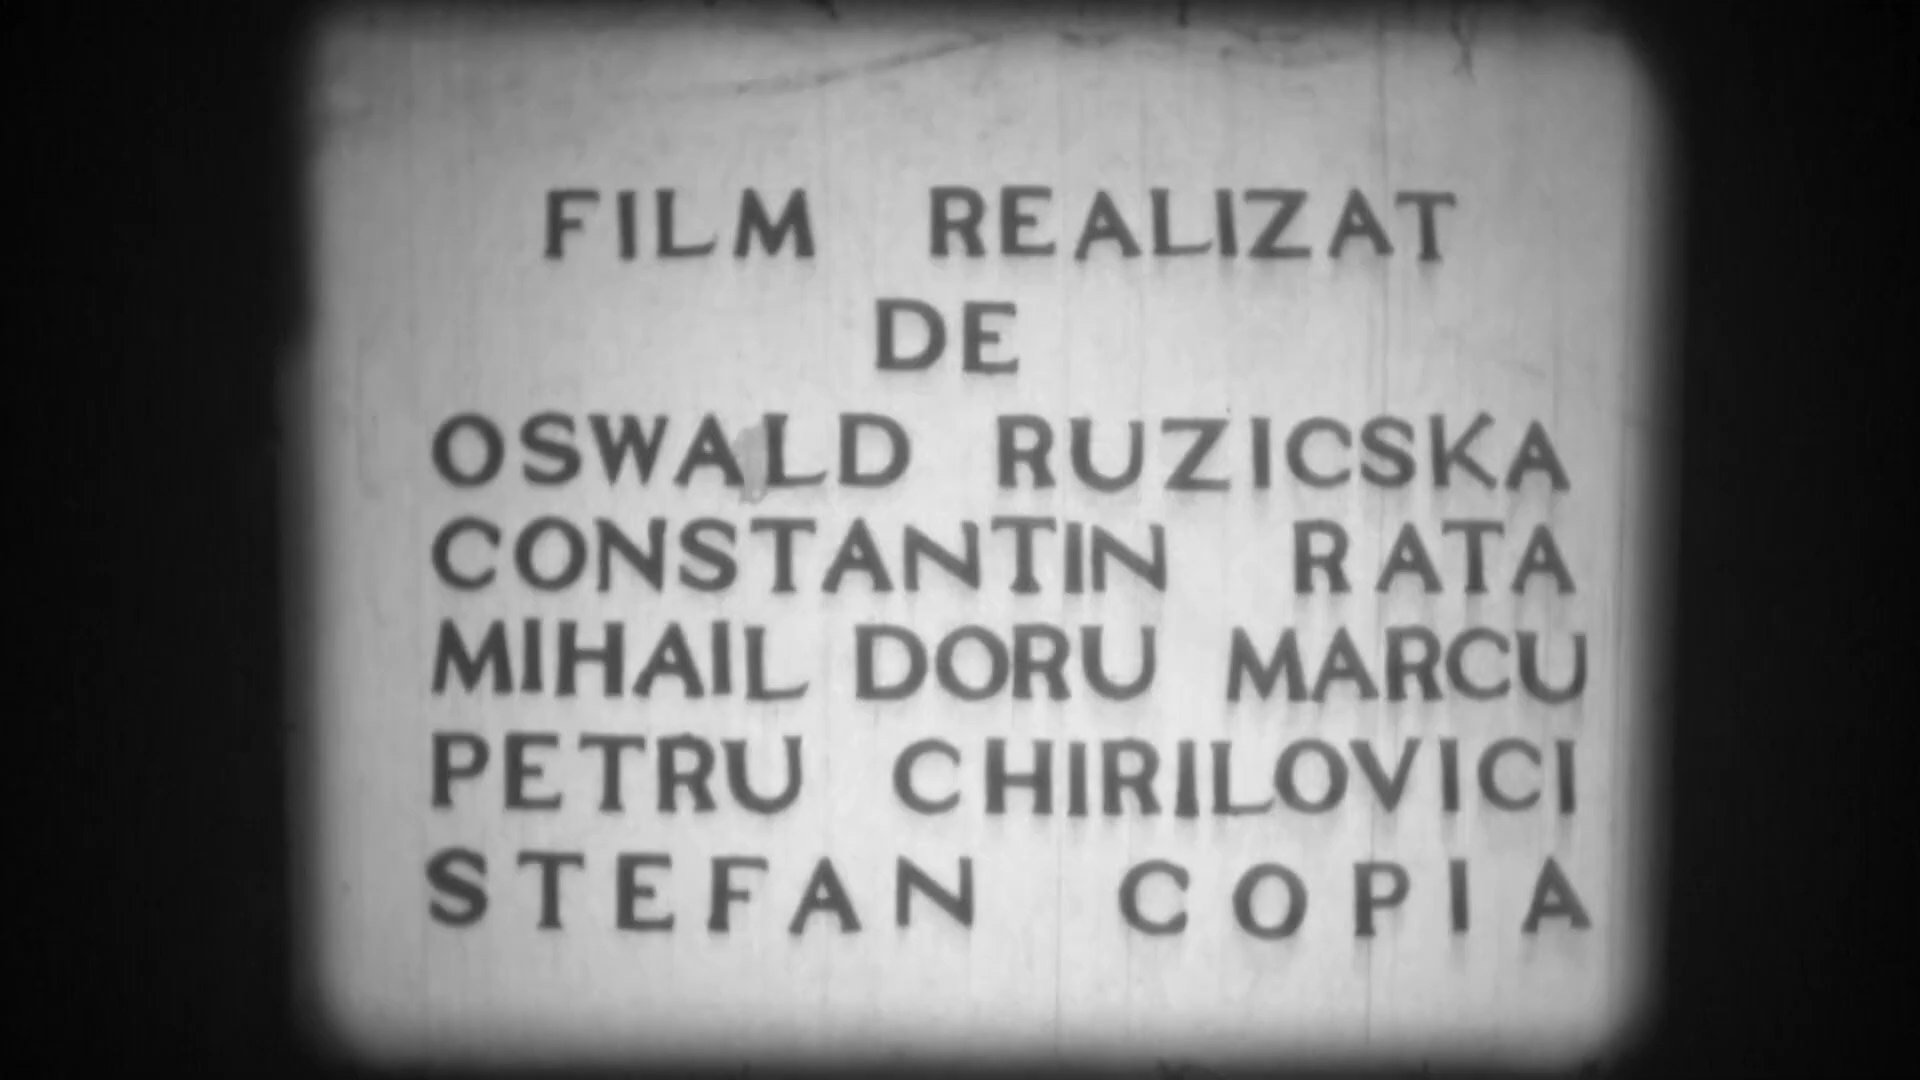 FILM REALIZAT
DE
OSWALD RUZICSKA
CONSTANTIN RATA
MIHAIL DORU MARCU
PETRU CHIRILOVICI
STEFAN COPIA